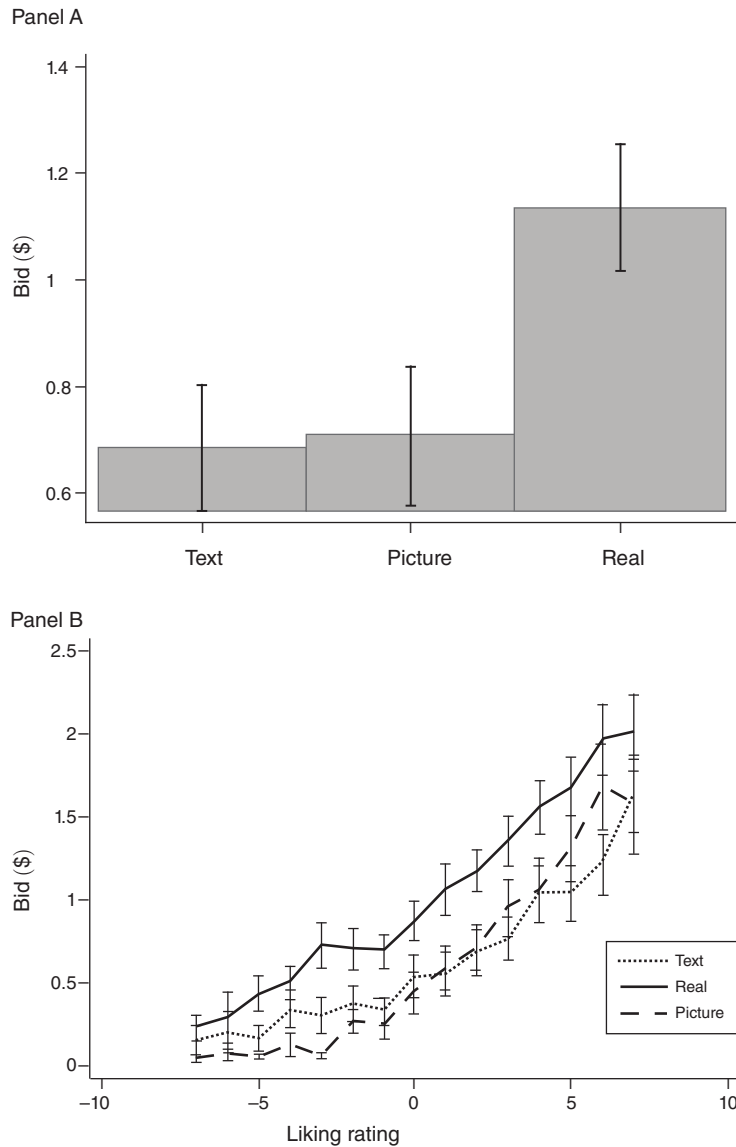 Panel A
1.4
1.2
1
0.8
0.6
Bid ($)
Text Picture Real
Panel B
2.5
2
1.5
1
0.5
0
Bid ($)
Text
Real
Picture
–10 –5 0 5 10
Liking rating